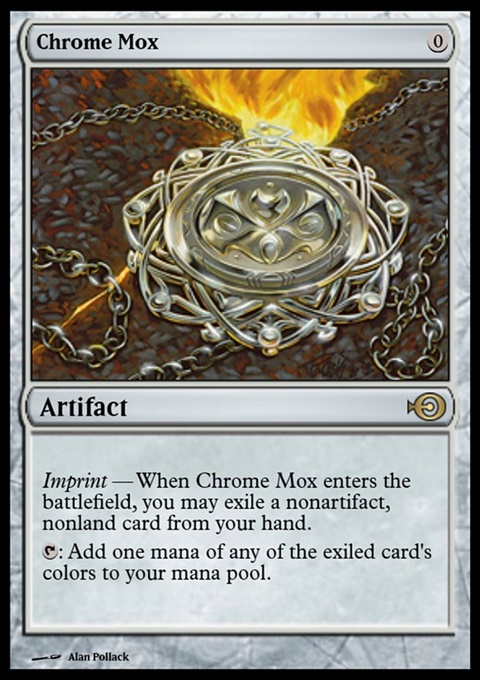 Chrome Mox 0
Artifact
Imprint — When Chrome Mox enters the
battlefield, you may exile a nonartifact,
nonland card from your hand.
: Add one mana of any of the exiled card's
colors to your mana pool.
Alan Pollack